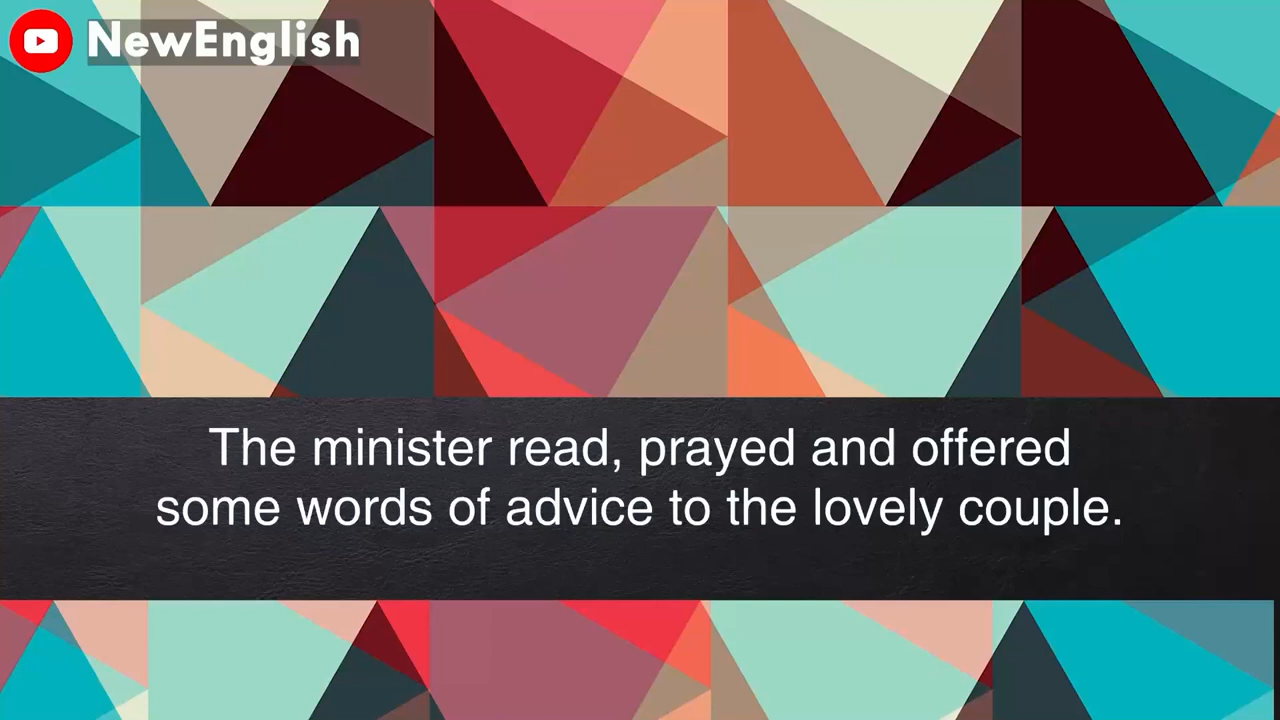 NewEnglish
The minister read, prayed and offered
some words of advice to the lovely couple.